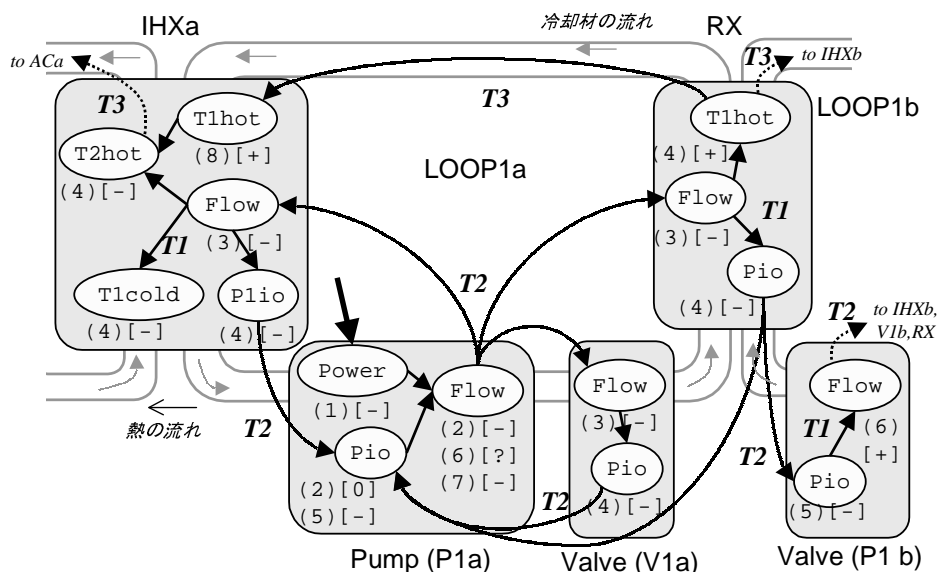 IHXa
冷却材の流れ
RX
to ACa
T3
to IHXb
T3
T1hot
T3
T1hot
LOOP1b
T2hot
(8)[+]
(4)[+]
(4)[-]
LOOP1a
Flow
Flow
T1
(3)[-]
T1
(3)[-]
Pio
T1cold
P1io
T2
(4)[-]
(4)[-]
(4)[-]
T2
to IHXb,
V1b,RX
Power
Flow
Flow
Flow
(1)[-]
(2)[-]
(3)[-]
(6)
[+]
熱の流れ
T2
Pio
(6)[?]
T1
(7)[-]
Pio
T2
Pio
(2)[0]
T2
(4)[-]
(5)[-]
(5)[-]
Pump (P1a)
Valve (V1a)
Valve (P1 b)